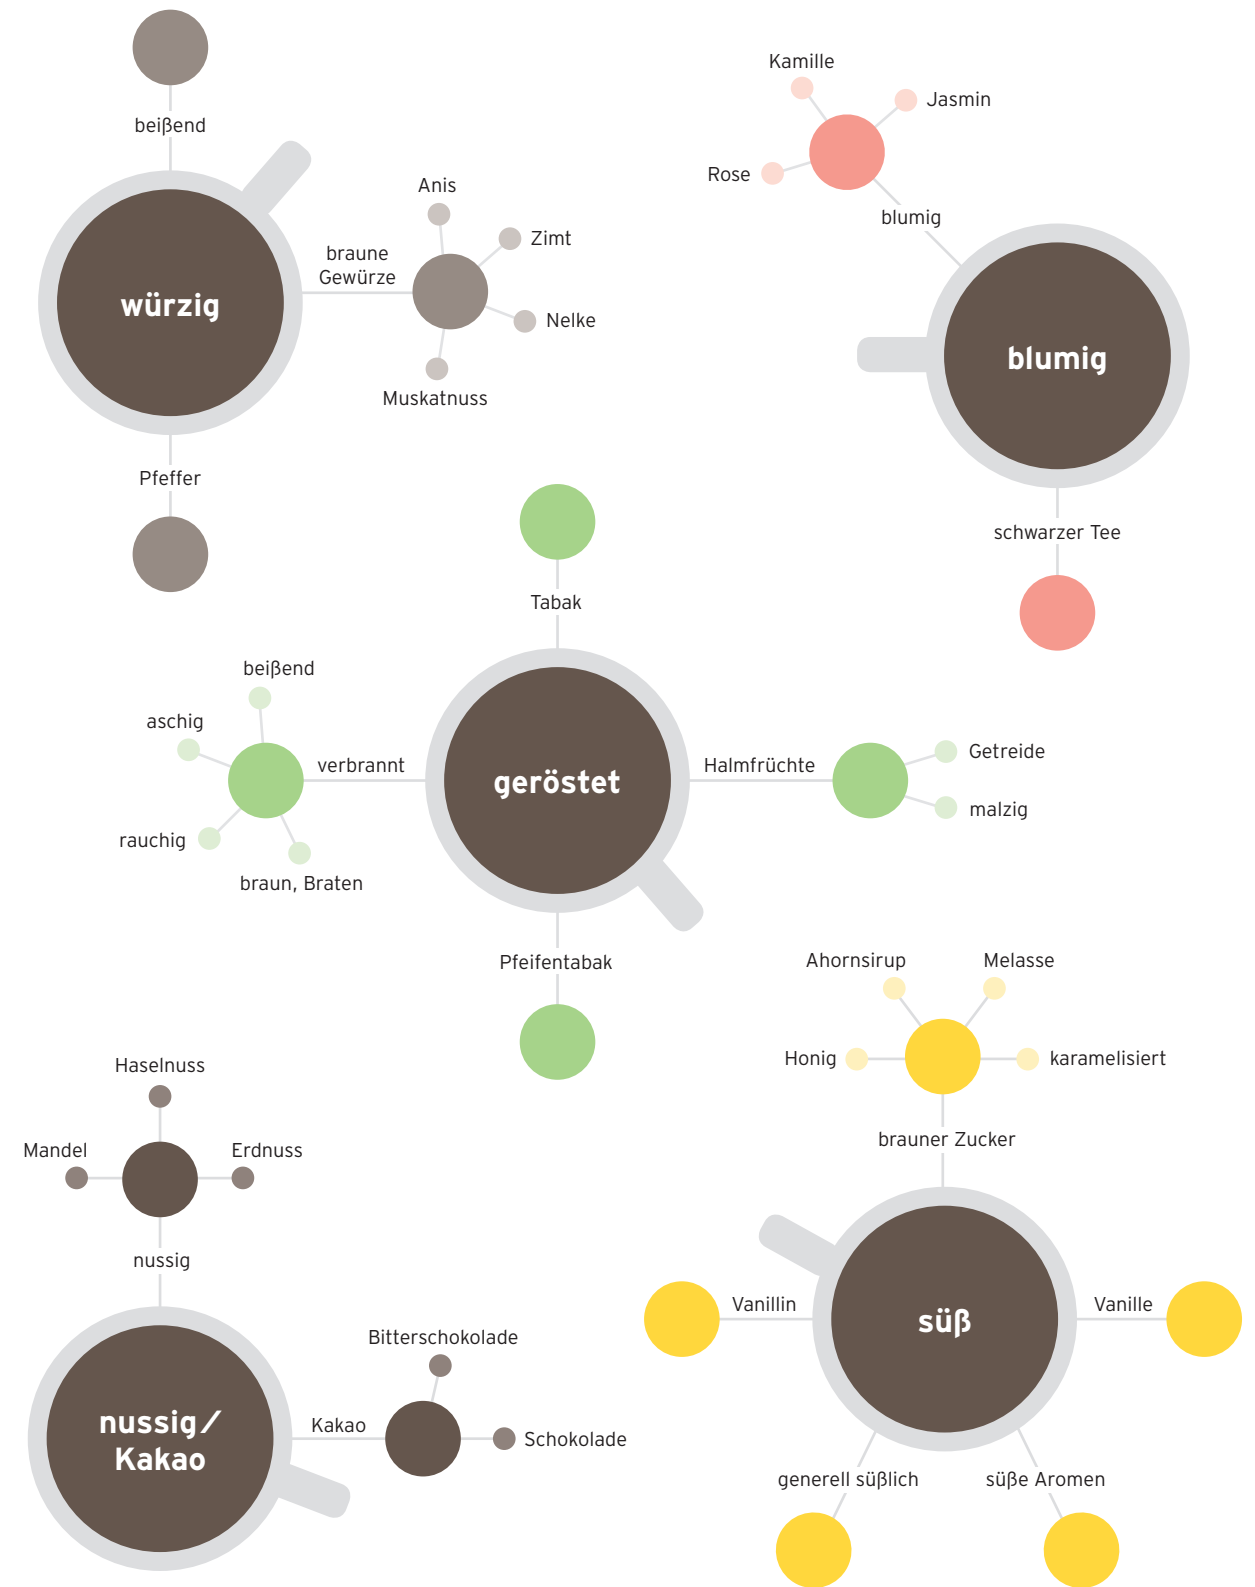 beißend
würzig
braune
Gewürze
Anis
Zimt
Nelke
Muskatnuss
Pfeffer
Kamille
Jasmin
Rose
blumig
blumig
schwarzer Tee
Tabak
geröstet
verbrannt
beißend
aschig
rauchig
braun, Braten
Halmfrüchte
Getreide
malzig
Pfeifentabak
Haselnuss
Mandel
Erdnuss
nussig
nussig/
Kakao
Kakao
Bitterschokolade
Schokolade
Ahornsirup
Melasse
Honig
karamelisiert
brauner Zucker
süß
Vanillin
Vanille
generell süßlich
süße Aromen